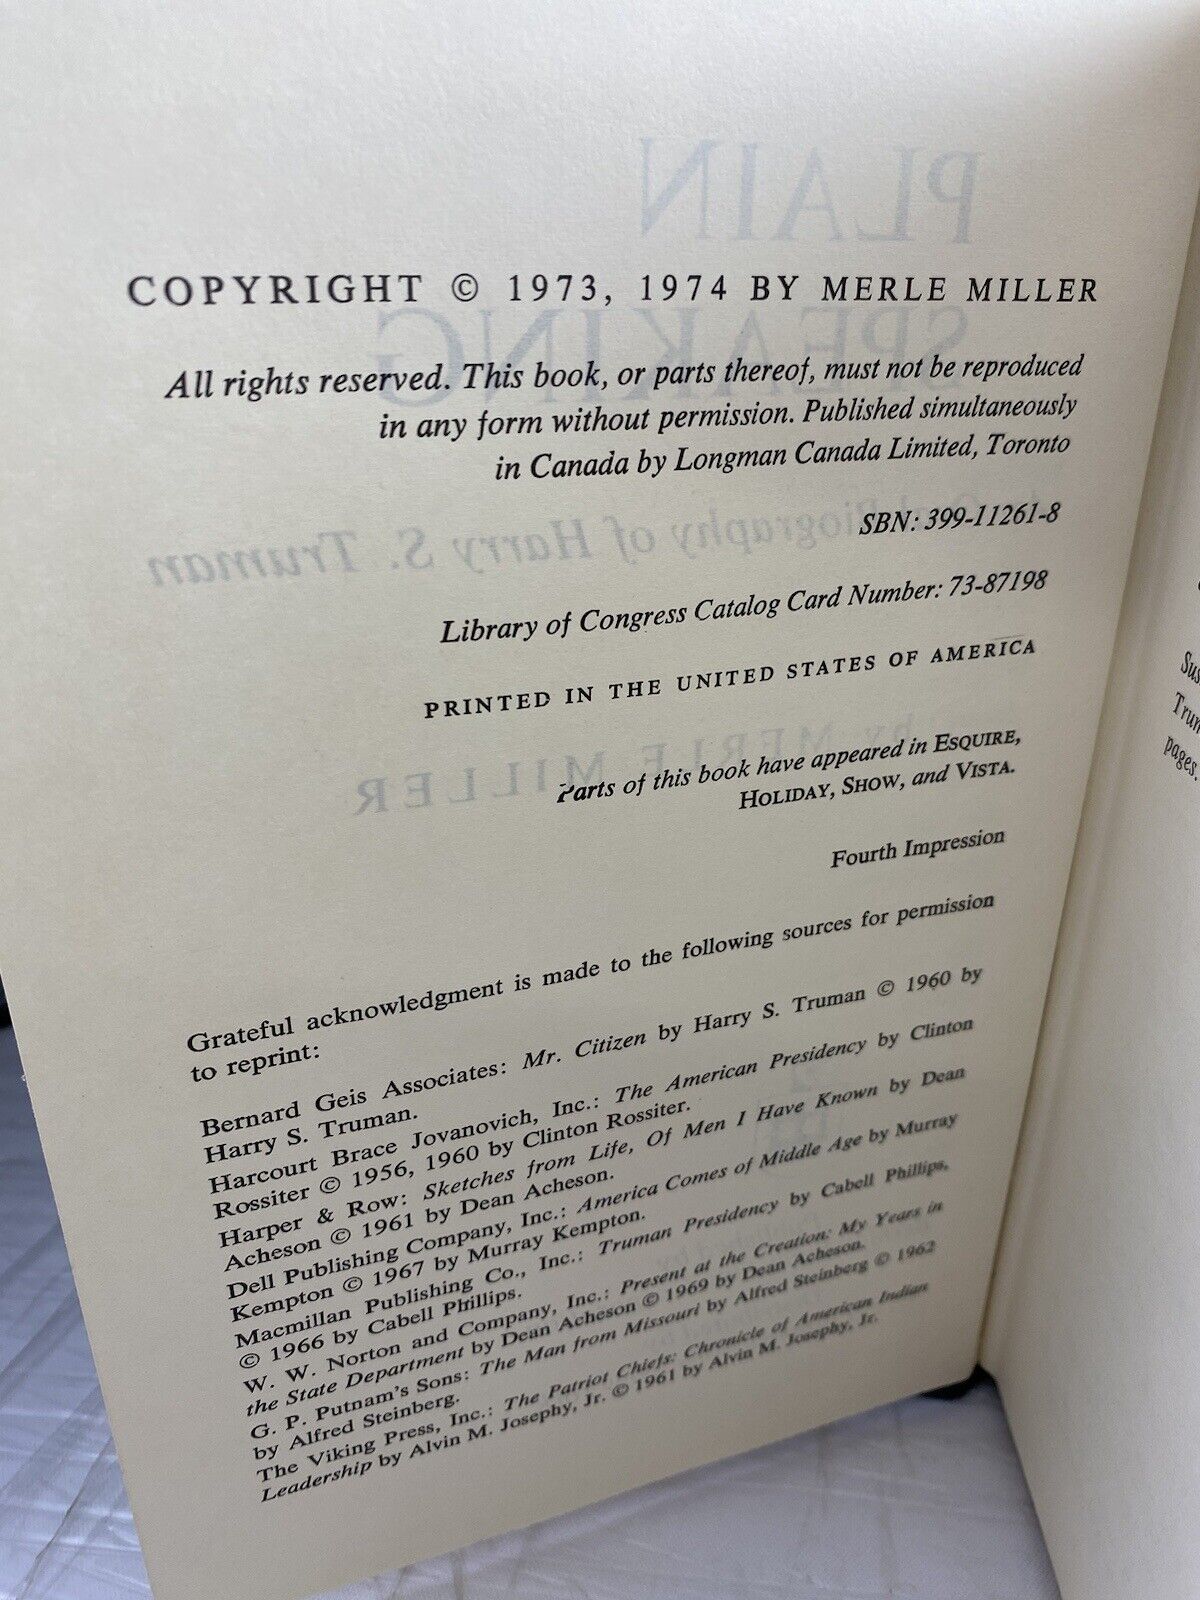 COPYRIGHT © 1973, 1974 BY MERLE MILLER
All rights reserved. This book, or parts thereof, must not be reproduced
in any form without permission. Published simultaneously
in Canada by Longman Canada Limited, Toronto
SBN: 399-11261-8
Library of Congress Catalog Card Number: 73-87198
PRINTED IN THE UNITED STATES OF AMERICA
Parts of this book have appeared in ESQUIRE,
HOLIDAY, SHOW, and VISTA.
Fourth Impression
Grateful acknowledgment is made to the following sources for permission
to reprint:
Bernard Geis Associates: Mr. Citizen by Harry S. Truman © 1960 by
Harry S. Truman.
Harcourt Brace Jovanovich, Inc.: The American Presidency by Clinton
Rossiter © 1956, 1960 by Clinton Rossiter.
Harper & Row: Sketches from Life, Of Men I Have Known by Dean
Acheson © 1961 by Dean Acheson.
Dell Publishing Company, Inc.: America Comes of Middle Age by Murray
Kempton © 1967 by Murray Kempton.
Macmillan Publishing Co., Inc.: Truman Presidency by Cabell Phillips,
© 1966 by Cabell Phillips.
W. W. Norton and Company, Inc.: Present at the Creation: My Years in
the State Department by Dean Acheson © 1969 by Dean Acheson.
G. P. Putnam's Sons: The Man from Missouri by Alfred Steinberg © 1962
by Alfred Steinberg.
The Viking Press, Inc.: The Patriot Chiefs: Chronicle of American Indian
Leadership by Alvin M. Josephy, Jr. © 1961 by Alvin M. Josephy, Jr.
PLAIN
SPEAKING
Biography of Harry S. Truman
MERLE MILLER
pages.